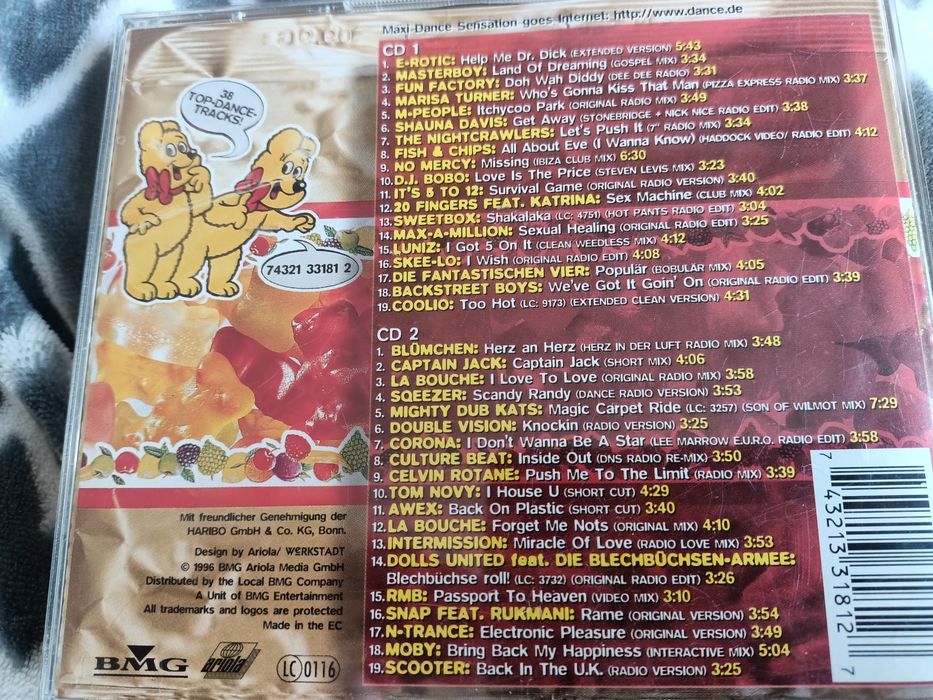 Maxi-Dance Sensation goes Internet: http://www.dance.de
38
TOP-DANCE-
TRACKS!
74321 33181 2
CD 1
1. E-ROTIC: Help Me Dr. Dick (EXTENDED VERSION) 5:43
2. MASTERBOY: Land Of Dreaming (GOSPEL MIX) 3:34
3. FUN FACTORY: Doh Wah Diddy (DEE DEE RADIO) 3:31
4. MARISA TURNER: Who's Gonna Kiss That Man (PIZZA EXPRESS RADIO MIX) 3:37
5. M-PEOPLE: Itchycoo Park (ORIGINAL RADIO MIX) 3:49
6. SHAUNA DAVIS: Get Away (STONEBRIDGE + NICK NICE RADIO EDIT) 3:38
7. THE NIGHTCRAWLERS: Let's Push It (7" RADIO MIX) 3:34
8. FISH & CHIPS: All About Eve (I Wanna Know) (HADDOCK VIDEO/ RADIO EDIT) 4:12
9. NO MERCY: Missing (IBIZA CLUB MIX) 6:30
10. D.J. BOBO: Love Is The Price (STEVEN LEVIS MIX) 3:23
11. IT'S 5 TO 12: Survival Game (ORIGINAL RADIO VERSION) 3:40
12. 20 FINGERS FEAT. KATRINA: Sex Machine (CLUB MIX) 4:02
13. SWEETBOX: Shakalaka (LC: 4751) (HOT PANTS RADIO EDIT) 3:04
14. MAX-A-MILLION: Sexual Healing (ORIGINAL RADIO EDIT) 3:25
15. LUNIZ: I Got 5 On It (CLEAN WEEDLESS MIX) 4:12
16. SKEE-LO: I Wish (ORIGINAL RADIO EDIT) 4:08
17. DIE FANTASTISCHEN VIER: Populär (BOBULÄR MIX) 4:05
18. BACKSTREET BOYS: We've Got It Goin' On (ORIGINAL RADIO EDIT) 3:39
19. COOLIO: Too Hot (LC: 9173) (EXTENDED CLEAN VERSION) 4:31
CD 2
1. BLÜMCHEN: Herz an Herz (HERZ IN DER LUFT RADIO MIX) 3:48
2. CAPTAIN JACK: Captain Jack (SHORT MIX) 4:06
3. LA BOUCHE: I Love To Love (ORIGINAL RADIO MIX) 3:58
4. SQEEZER: Scandy Randy (DANCE RADIO VERSION) 3:53
5. MIGHTY DUB KATS: Magic Carpet Ride (LC: 3257) (SON OF WILMOT MIX) 7:29
6. DOUBLE VISION: Knockin (RADIO VERSION) 3:25
7. CORONA: I Don't Wanna Be A Star (LEE MARROW E.U.R.O. RADIO EDIT) 3:58
8. CULTURE BEAT: Inside Out (DNS RADIO RE-MIX) 3:50
9. CELVIN ROTANE: Push Me To The Limit (RADIO MIX) 3:39
10. TOM NOVY: I House U (SHORT CUT) 4:29
11. AWEX: Back On Plastic (SHORT CUT) 3:40
12. LA BOUCHE: Forget Me Nots (ORIGINAL MIX) 4:10
13. INTERMISSION: Miracle Of Love (RADIO LOVE MIX) 3:53
14. DOLLS UNITED feat. DIE BLECHBÜCHSEN-ARMEE:
Blechbüchse roll! (LC: 3732) (ORIGINAL RADIO EDIT) 3:26
15. RMB: Passport To Heaven (VIDEO MIX) 3:10
16. SNAP FEAT. RUKMANI: Rame (ORIGINAL VERSION) 3:54
17. N-TRANCE: Electronic Pleasure (ORIGINAL MIX) 3:49
18. MOBY: Bring Back My Happiness (INTERACTIVE MIX) 5:04
19. SCOOTER: Back In The U.K. (RADIO VERSION) 3:25
Mit freundlicher Genehmigung der
HARIBO GmbH & Co. KG, Bonn.
Design by Ariola/ WERKSTADT
© 1996 BMG Ariola Media GmbH
Distributed by the Local BMG Company
A Unit of BMG Entertainment
All trademarks and logos are protected
Made in the EC
BMG
ariola
LC 0116
7 43213 31812 7